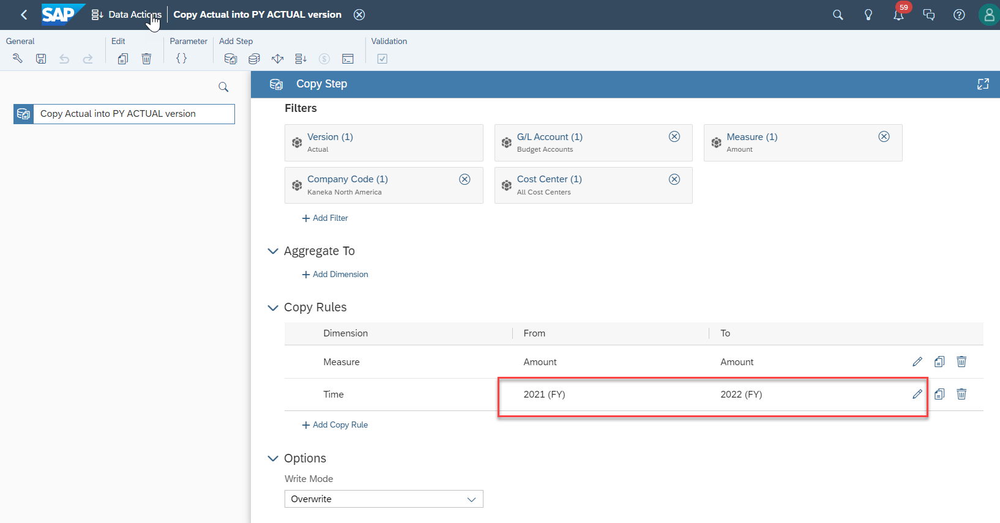 SAP Data Actions Copy Actual into PY ACTUAL version 59
General Edit Parameter Add Step Validation
Copy Step
Copy Actual into PY ACTUAL version
Filters
Version (1)
Actual
G/L Account (1)
Budget Accounts
Measure (1)
Amount
Company Code (1)
Kaneka North America
Cost Center (1)
All Cost Centers
Add Filter
Aggregate To
Add Dimension
Copy Rules
Dimension From To
Measure Amount Amount
Time 2021 (FY) 2022 (FY)
Add Copy Rule
Options
Write Mode
Overwrite